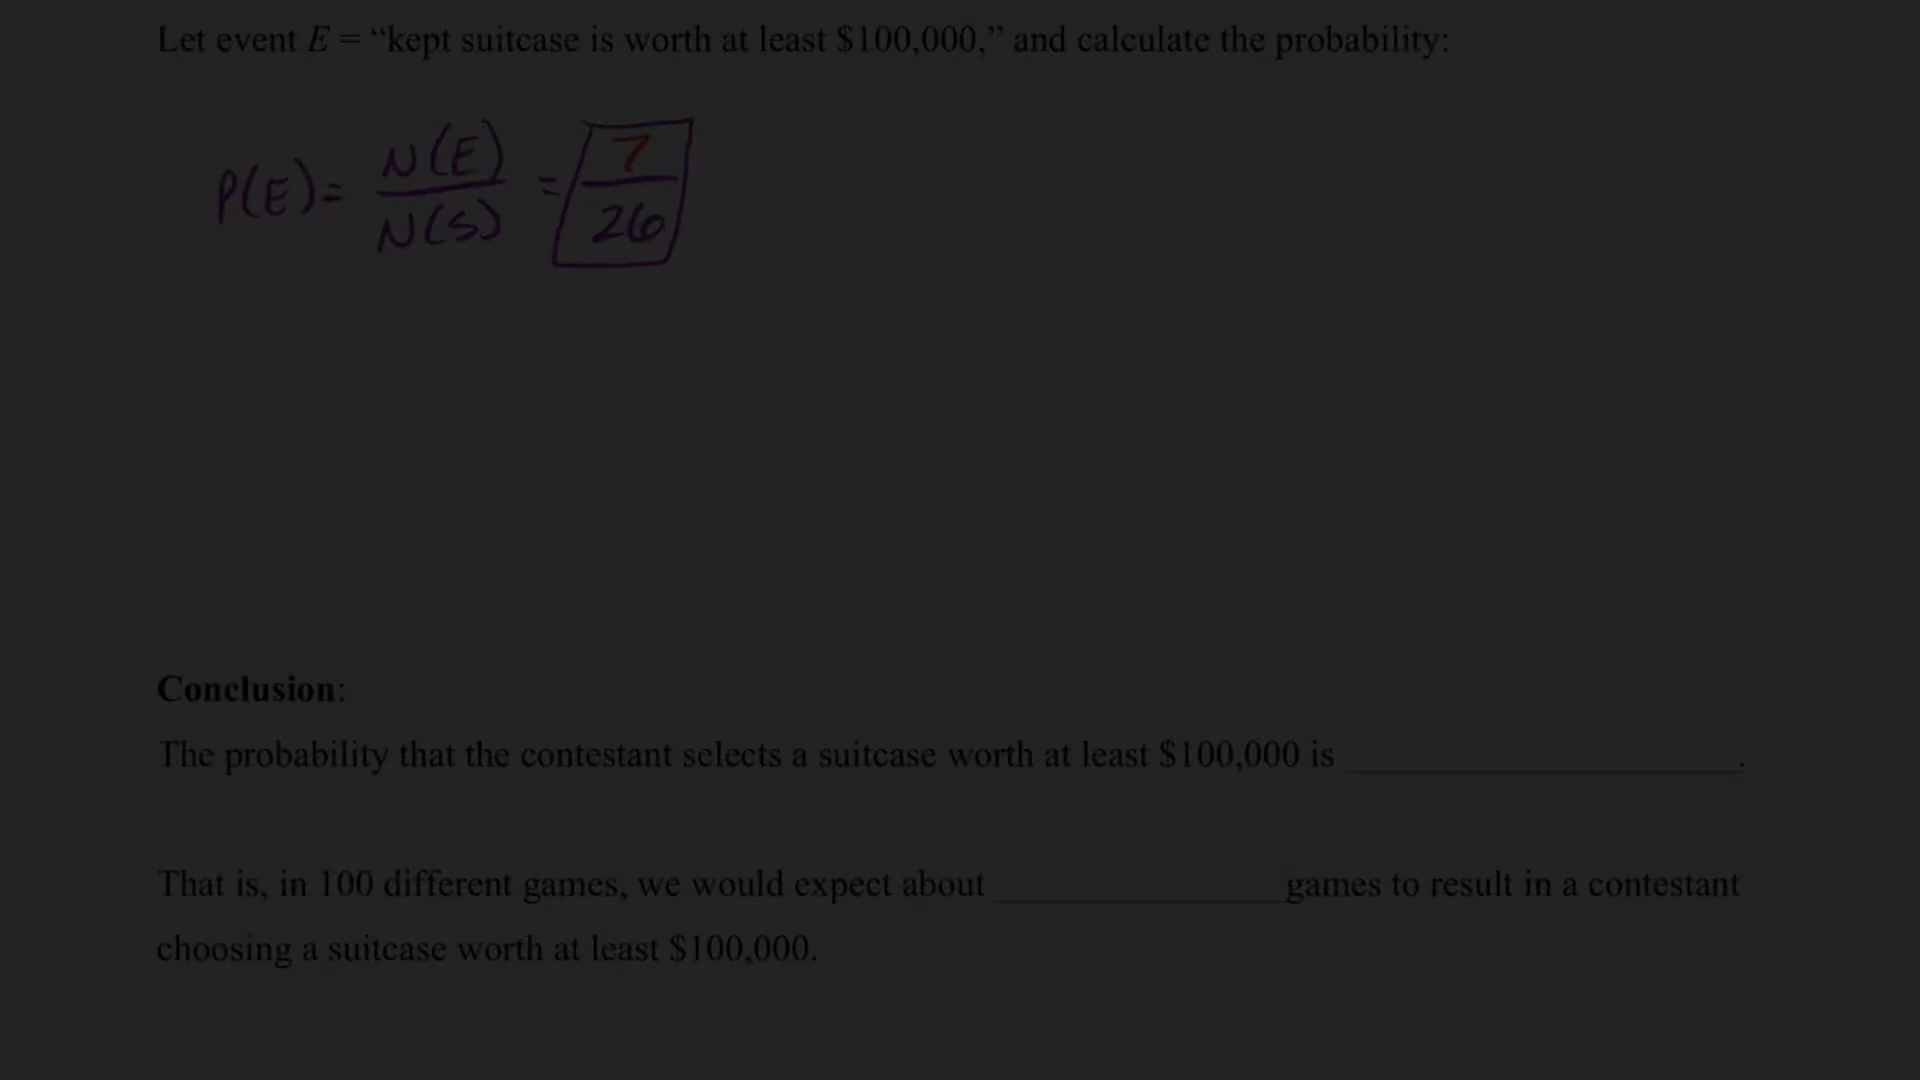 Let event E = “kept suitcase is worth at least $100,000,” and calculate the probability:
P(E) = N(E)/N(S) = 7/26
Conclusion:
The probability that the contestant selects a suitcase worth at least $100,000 is ____________________.
That is, in 100 different games, we would expect about _______________ games to result in a contestant
choosing a suitcase worth at least $100,000.